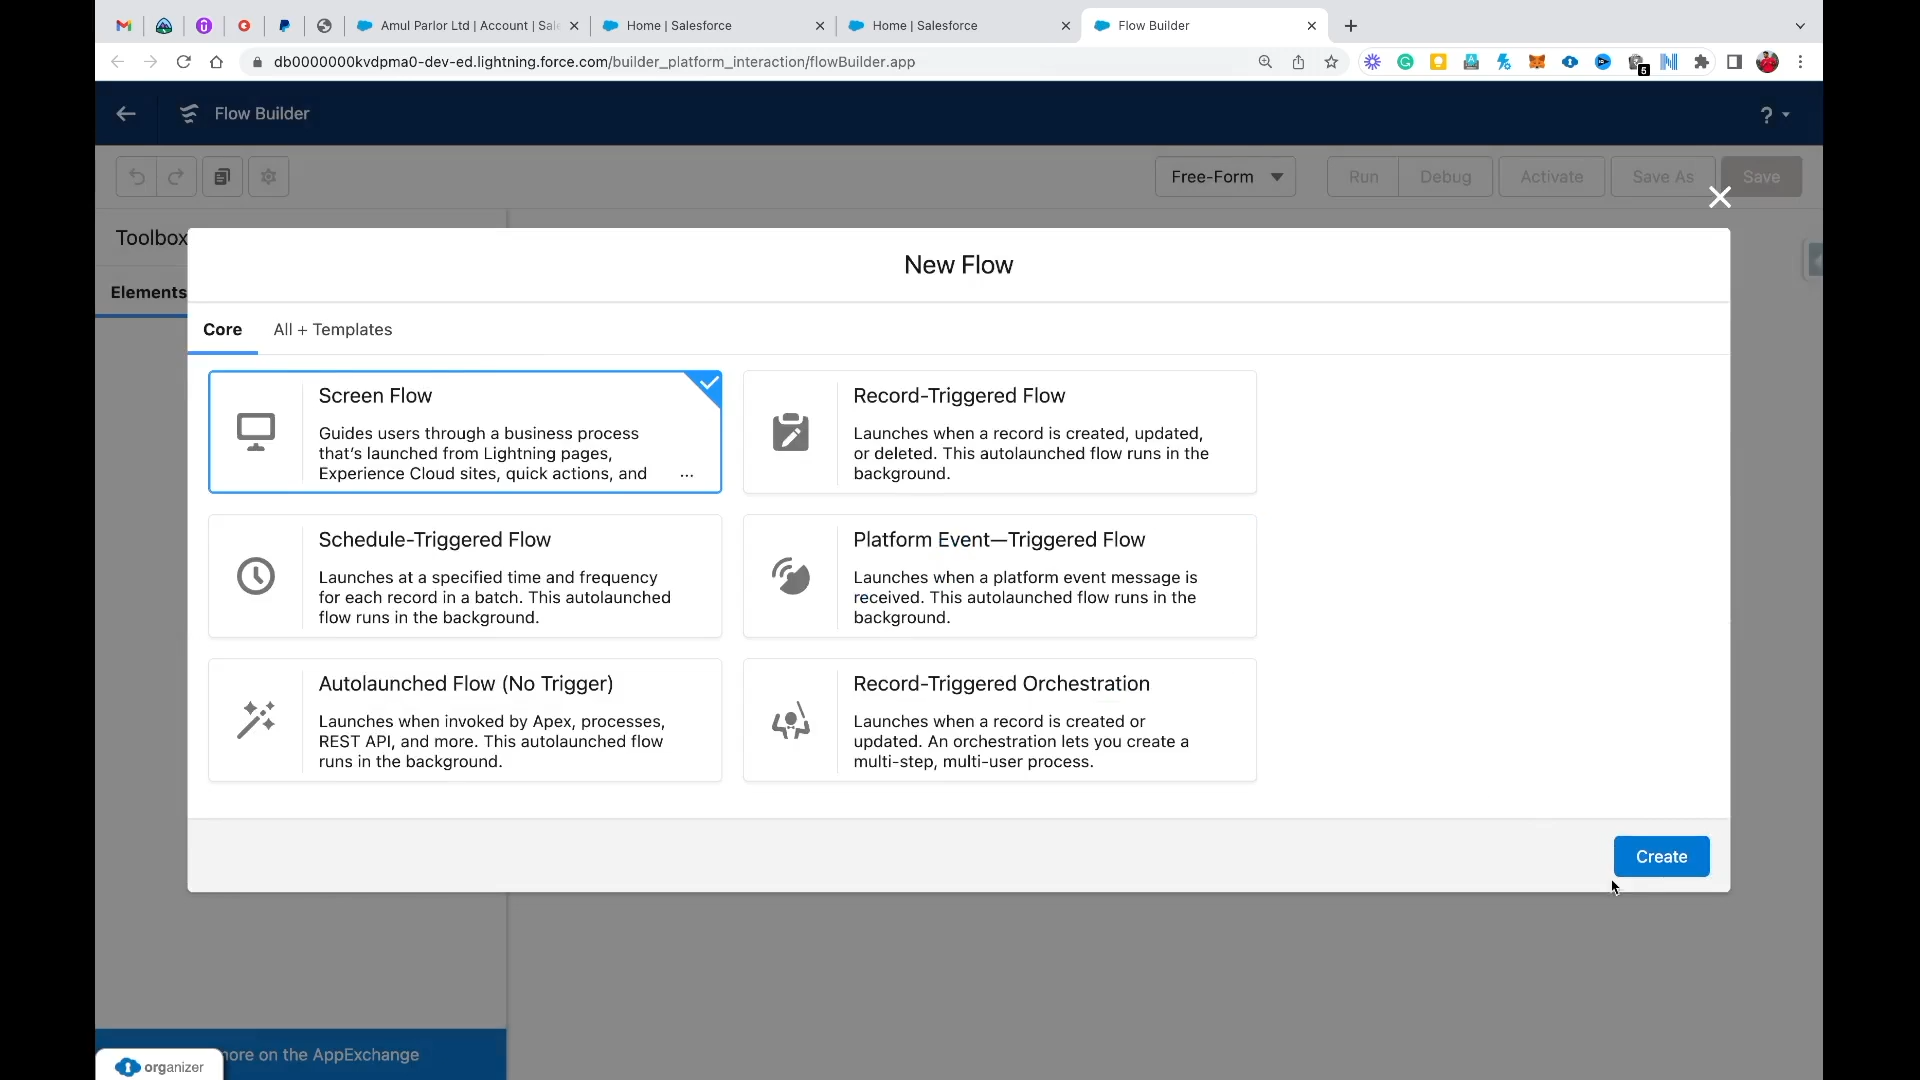 Amul Parlor Ltd | Account | Sal
Home | Salesforce
Home | Salesforce
Flow Builder
db0000000kvdpma0-dev-ed.lightning.force.com/builder_platform_interaction/flowBuilder.app
6
Flow Builder
?
Free-Form
Run
Debug
Activate
Save As
Save
Toolbox
Elements
New Flow
Core
All + Templates
Screen Flow
Guides users through a business process
that's launched from Lightning pages,
Experience Cloud sites, quick actions, and ...
Record-Triggered Flow
Launches when a record is created, updated,
or deleted. This autolaunched flow runs in the
background.
Schedule-Triggered Flow
Launches at a specified time and frequency
for each record in a batch. This autolaunched
flow runs in the background.
Platform Event—Triggered Flow
Launches when a platform event message is
received. This autolaunched flow runs in the
background.
Autolaunched Flow (No Trigger)
Launches when invoked by Apex, processes,
REST API, and more. This autolaunched flow
runs in the background.
Record-Triggered Orchestration
Launches when a record is created or
updated. An orchestration lets you create a
multi-step, multi-user process.
Create
more on the AppExchange
organizer